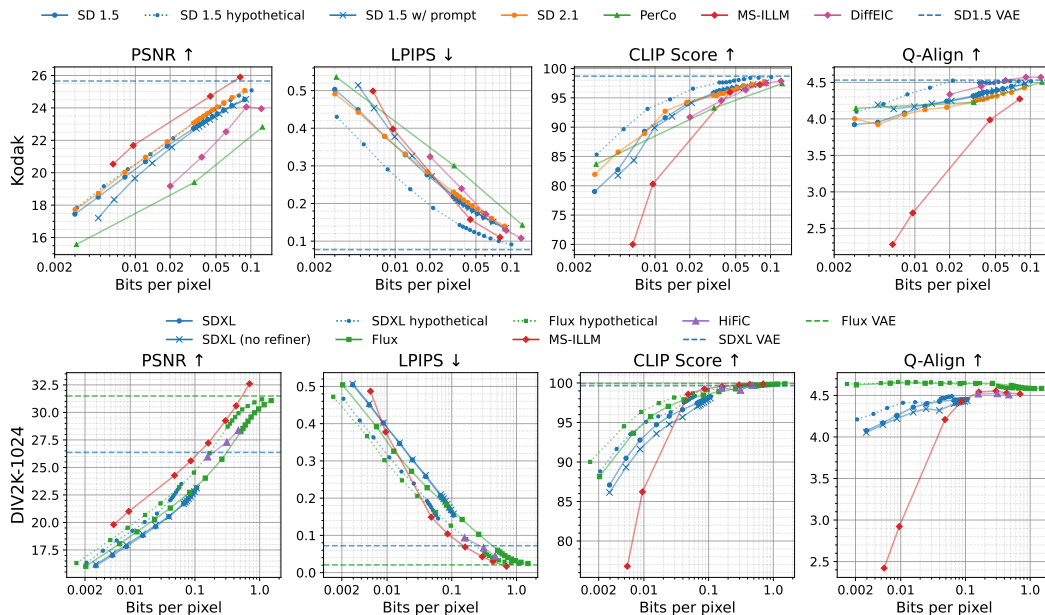 SD 1.5 SD 1.5 hypothetical SD 1.5 w/ prompt SD 2.1 PerCo MS-ILLM DiffEIC SD1.5 VAE
PSNR ↑ LPIPS ↓ CLIP Score ↑ Q-Align ↑
Kodak
26 24 22 20 18 16
0.002 0.01 0.02 0.05 0.1
Bits per pixel
0.5 0.4 0.3 0.2 0.1
0.002 0.01 0.02 0.05 0.1
Bits per pixel
100 95 90 85 80 75 70
0.002 0.01 0.02 0.05 0.1
Bits per pixel
4.5 4.0 3.5 3.0 2.5
0.002 0.01 0.02 0.05 0.1
Bits per pixel
SDXL SDXL hypothetical Flux hypothetical HiFiC Flux VAE
SDXL (no refiner) Flux MS-ILLM SDXL VAE
PSNR ↑ LPIPS ↓ CLIP Score ↑ Q-Align ↑
DIV2K-1024
32.5 30.0 27.5 25.0 22.5 20.0 17.5
0.002 0.01 0.1 1.0 2.0
Bits per pixel
0.5 0.4 0.3 0.2 0.1 0.0
0.002 0.01 0.1 1.0 2.0
Bits per pixel
100 95 90 85 80
0.002 0.01 0.1 1.0 2.0
Bits per pixel
4.5 4.0 3.5 3.0 2.5
0.002 0.01 0.1 1.0 2.0
Bits per pixel